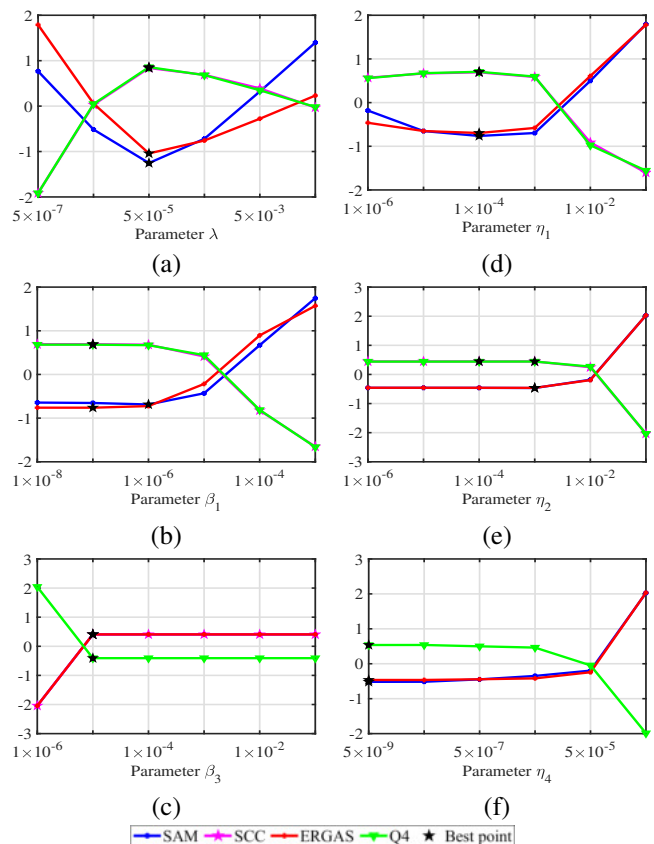 2
1
0
-1
-2
5×10⁻⁷ 5×10⁻⁵ 5×10⁻³
Parameter λ
(a)
2
1
0
-1
-2
1×10⁻⁶ 1×10⁻⁴ 1×10⁻²
Parameter η₁
(d)
2
1
0
-1
-2
1×10⁻⁸ 1×10⁻⁶ 1×10⁻⁴
Parameter β₁
(b)
3
2
1
0
-1
-2
-3
1×10⁻⁶ 1×10⁻⁴ 1×10⁻²
Parameter η₂
(e)
3
2
1
0
-1
-2
-3
1×10⁻⁶ 1×10⁻⁴ 1×10⁻²
Parameter β₃
(c)
3
2
1
0
-1
-2
5×10⁻⁹ 5×10⁻⁷ 5×10⁻⁵
Parameter η₄
(f)
SAM SCC ERGAS Q4 Best point